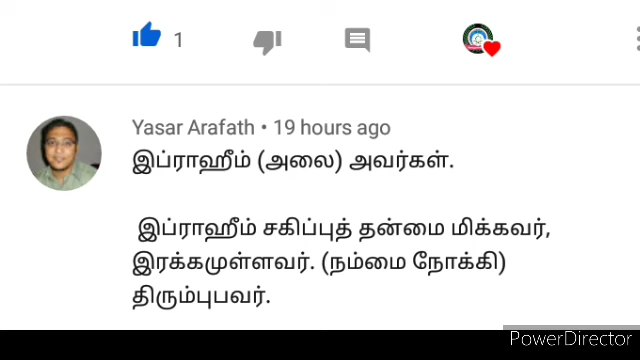 1
Yasar Arafath • 19 hours ago
இப்ராஹீம் (அலை) அவர்கள்.
இப்ராஹீம் சகிப்புத் தன்மை மிக்கவர்,
இரக்கமுள்ளவர். (நம்மை நோக்கி)
திரும்புபவர்.
PowerDirector